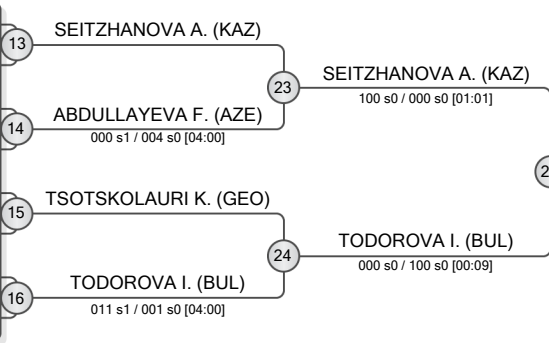 13
SEITZHANOVA A. (KAZ)
23
SEITZHANOVA A. (KAZ)
100 s0 / 000 s0 [01:01]
14
ABDULLAYEVA F. (AZE)
000 s1 / 004 s0 [04:00]
15
TSOTSKOLAURI K. (GEO)
24
TODOROVA I. (BUL)
000 s0 / 100 s0 [00:09]
16
TODOROVA I. (BUL)
011 s1 / 001 s0 [04:00]